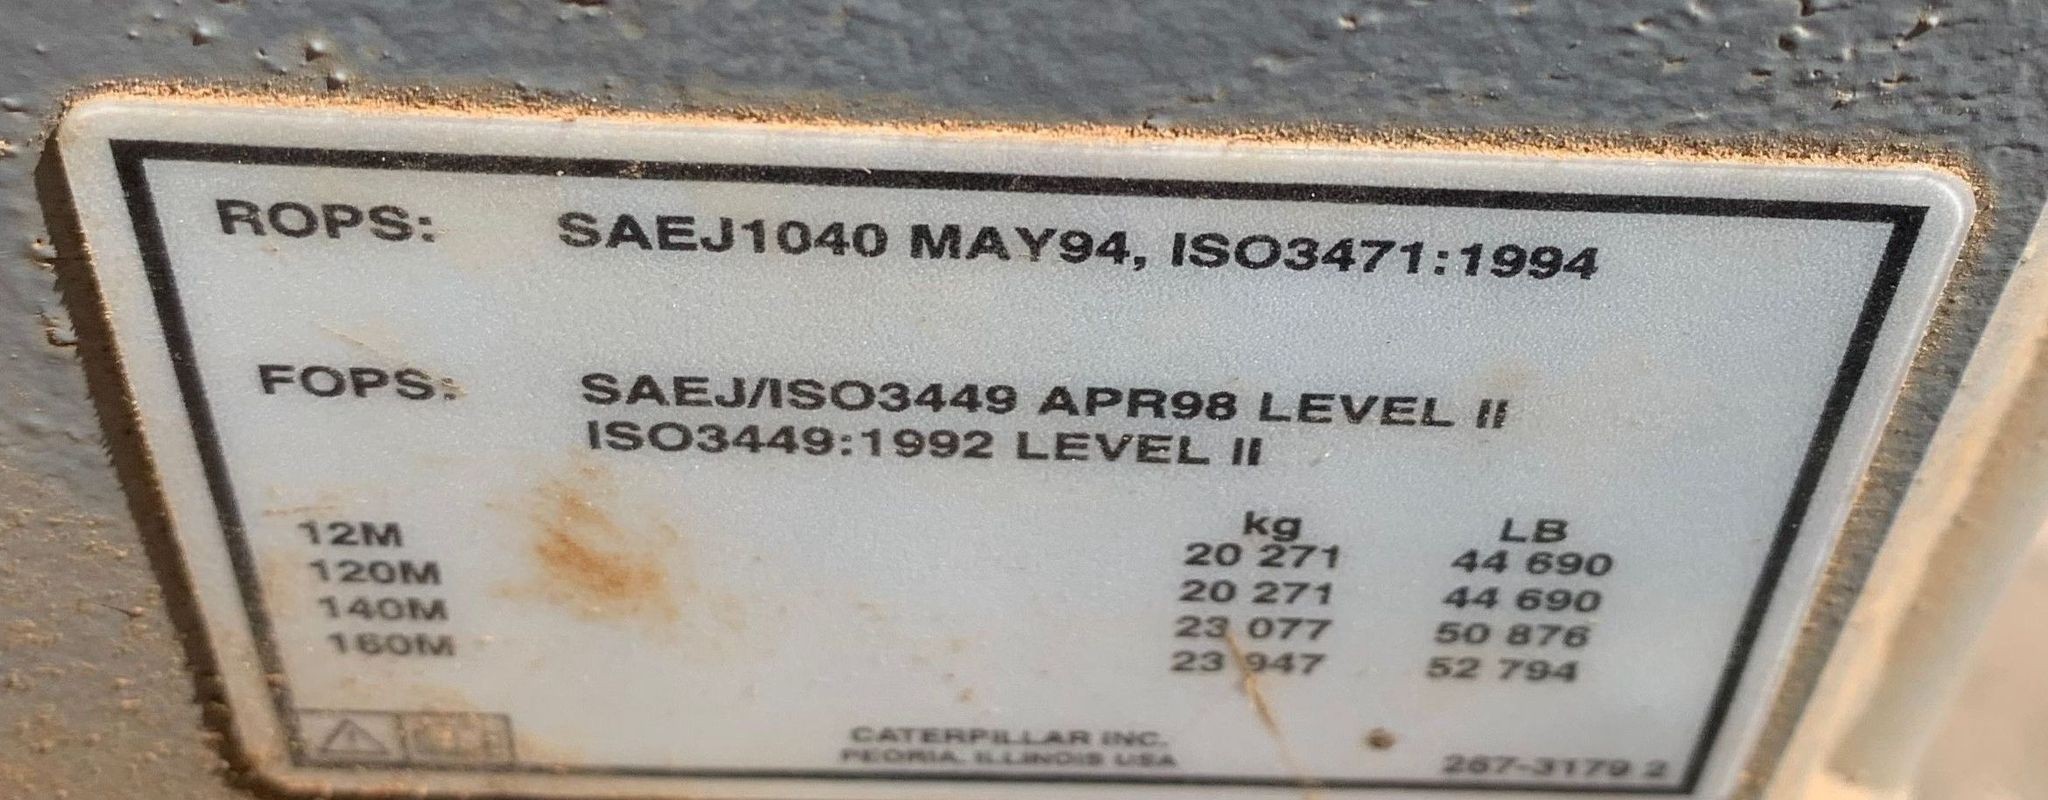 ROPS: SAEJ1040 MAY94, ISO3471:1994
FOPS: SAEJ/ISO3449 APR98 LEVEL II
ISO3449:1992 LEVEL II
kg LB
12M 20 271 44 690
120M 20 271 44 690
140M 23 077 50 876
160M 23 947 52 794
CATERPILLAR INC.
PEORIA, ILLINOIS USA
267-3179 2